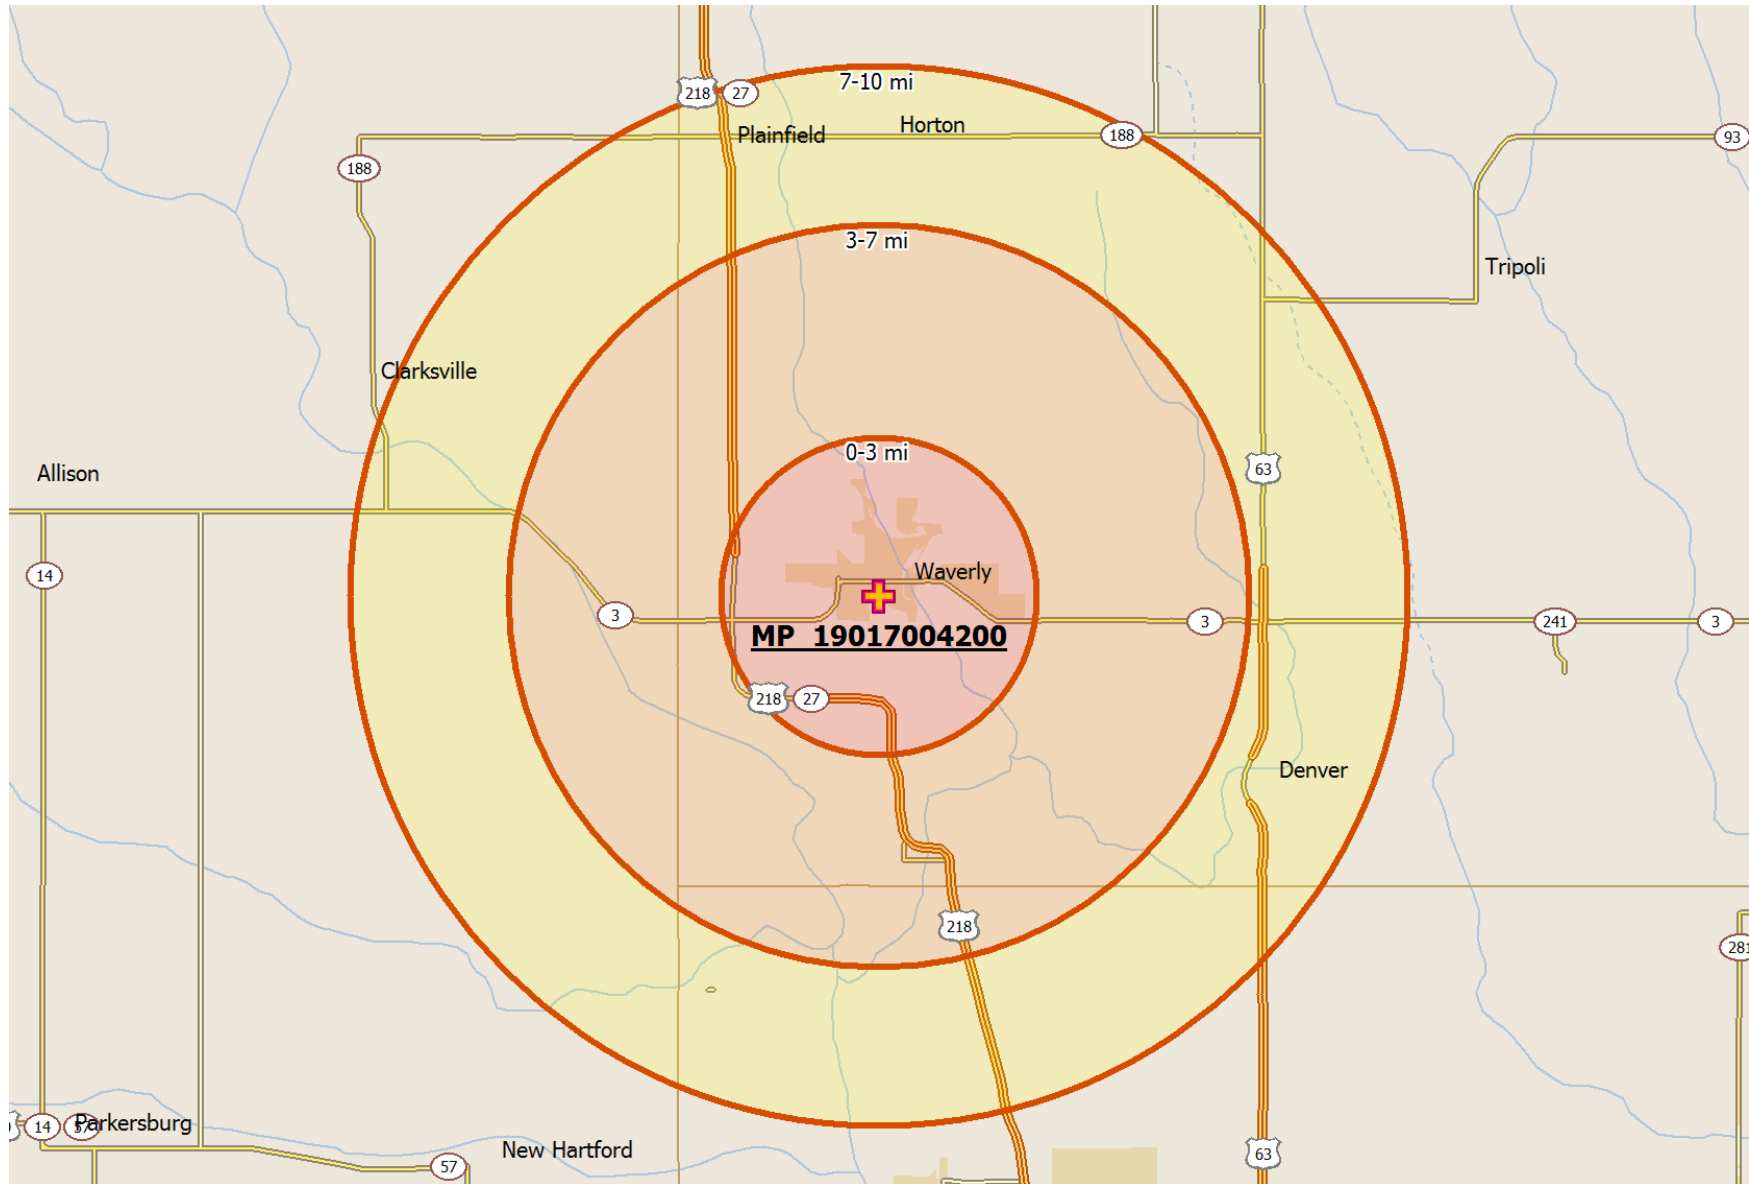 7-10 mi
218
27
Plainfield
Horton
188
93
188
3-7 mi
Tripoli
Clarksville
0-3 mi
Allison
63
14
Waverly
3
3
241
3
MP 19017004200
218
27
Denver
218
281
14
57
Parkersburg
New Hartford
57
63